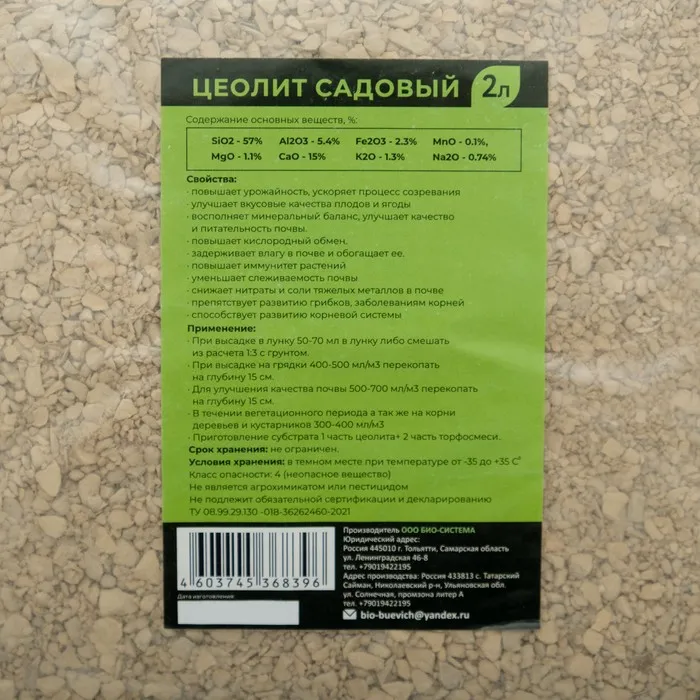 ЦЕОЛИТ САДОВЫЙ 2л
Содержание основных веществ, %:
SiO2 - 57% Al2O3 - 5.4% Fe2O3 - 2.3% MnO - 0.1%,
MgO - 1.1% CaO - 15% K2O - 1.3% Na2O - 0.74%
Свойства:
· повышает урожайность, ускоряет процесс созревания
· улучшает вкусовые качества плодов и ягоды
· восполняет минеральный баланс, улучшает качество
и питательность почвы.
· повышает кислородный обмен.
· задерживает влагу в почве и обогащает ее.
· повышает иммунитет растений
· уменьшает слеживаемость почвы
· снижает нитраты и соли тяжелых металлов в почве
· препятствует развитию грибков, заболеваниям корней
· способствует развитию корневой системы
Применение:
· При высадке в лунку 50-70 мл в лунку либо смешать
из расчета 1:3 с грунтом.
· При высадке на грядки 400-500 мл/м3 перекопать
на глубину 15 см.
· Для улучшения качества почвы 500-700 мл/м3 перекопать
на глубину 15 см.
· В течении вегетационного периода а так же на корни
деревьев и кустарников 300-400 мл/м3
· Приготовление субстрата 1 часть цеолита+ 2 часть торфосмеси.
Срок хранения: не ограничен.
Условия хранения: в темном месте при температуре от -35 до +35 С°
Класс опасности: 4 (неопасное вещество)
Не является агрохимикатом или пестицидом
Не подлежит обязательной сертификации и декларированию
ТУ 08.99.29.130 -018-36262460-2021
4603745368396
Дата изготовления
Производитель ООО БИО-СИСТЕМА
Юридический адрес:
Россия 445010 г. Тольятти, Самарская область
ул. Ленинградская 46-8
тел. +79019422195
Адрес производства: Россия 433813 с. Татарский
Сайман, Николаевский р-н, Ульяновская обл.
ул. Солнечная, промзона литер А
тел. +79019422195
bio-buevich@yandex.ru